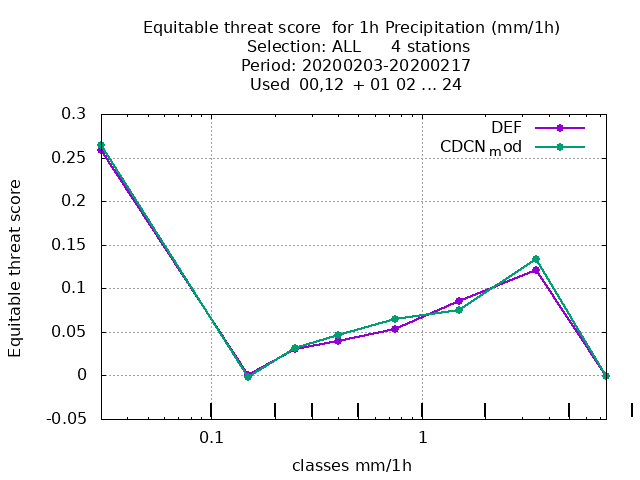 Equitable threat score  for 1h Precipitation (mm/1h)
Selection: ALL      4 stations
Period: 20200203-20200217
Used  00,12  + 01 02 ... 24
DEF
CDCNmod
0.3
0.25
0.2
0.15
0.1
0.05
0
-0.05
Equitable threat score
0.1
1
classes mm/1h